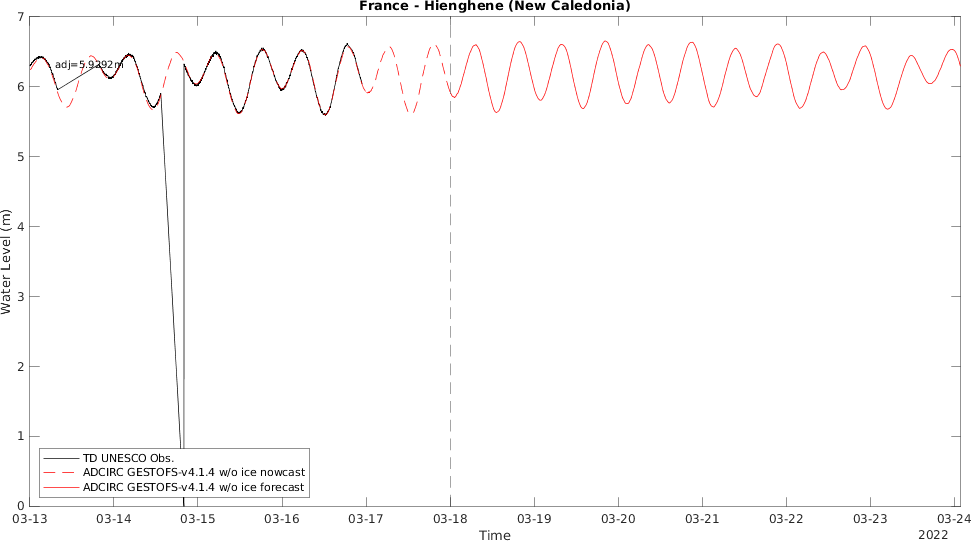 France - Hienghene (New Caledonia)
Water Level (m)
7
6
5
4
3
2
1
0
adj=5.9292m
TD UNESCO Obs.
ADCIRC GESTOFS-v4.1.4 w/o ice nowcast
ADCIRC GESTOFS-v4.1.4 w/o ice forecast
03-13 03-14 03-15 03-16 03-17 03-18 03-19 03-20 03-21 03-22 03-23 03-24
Time
2022